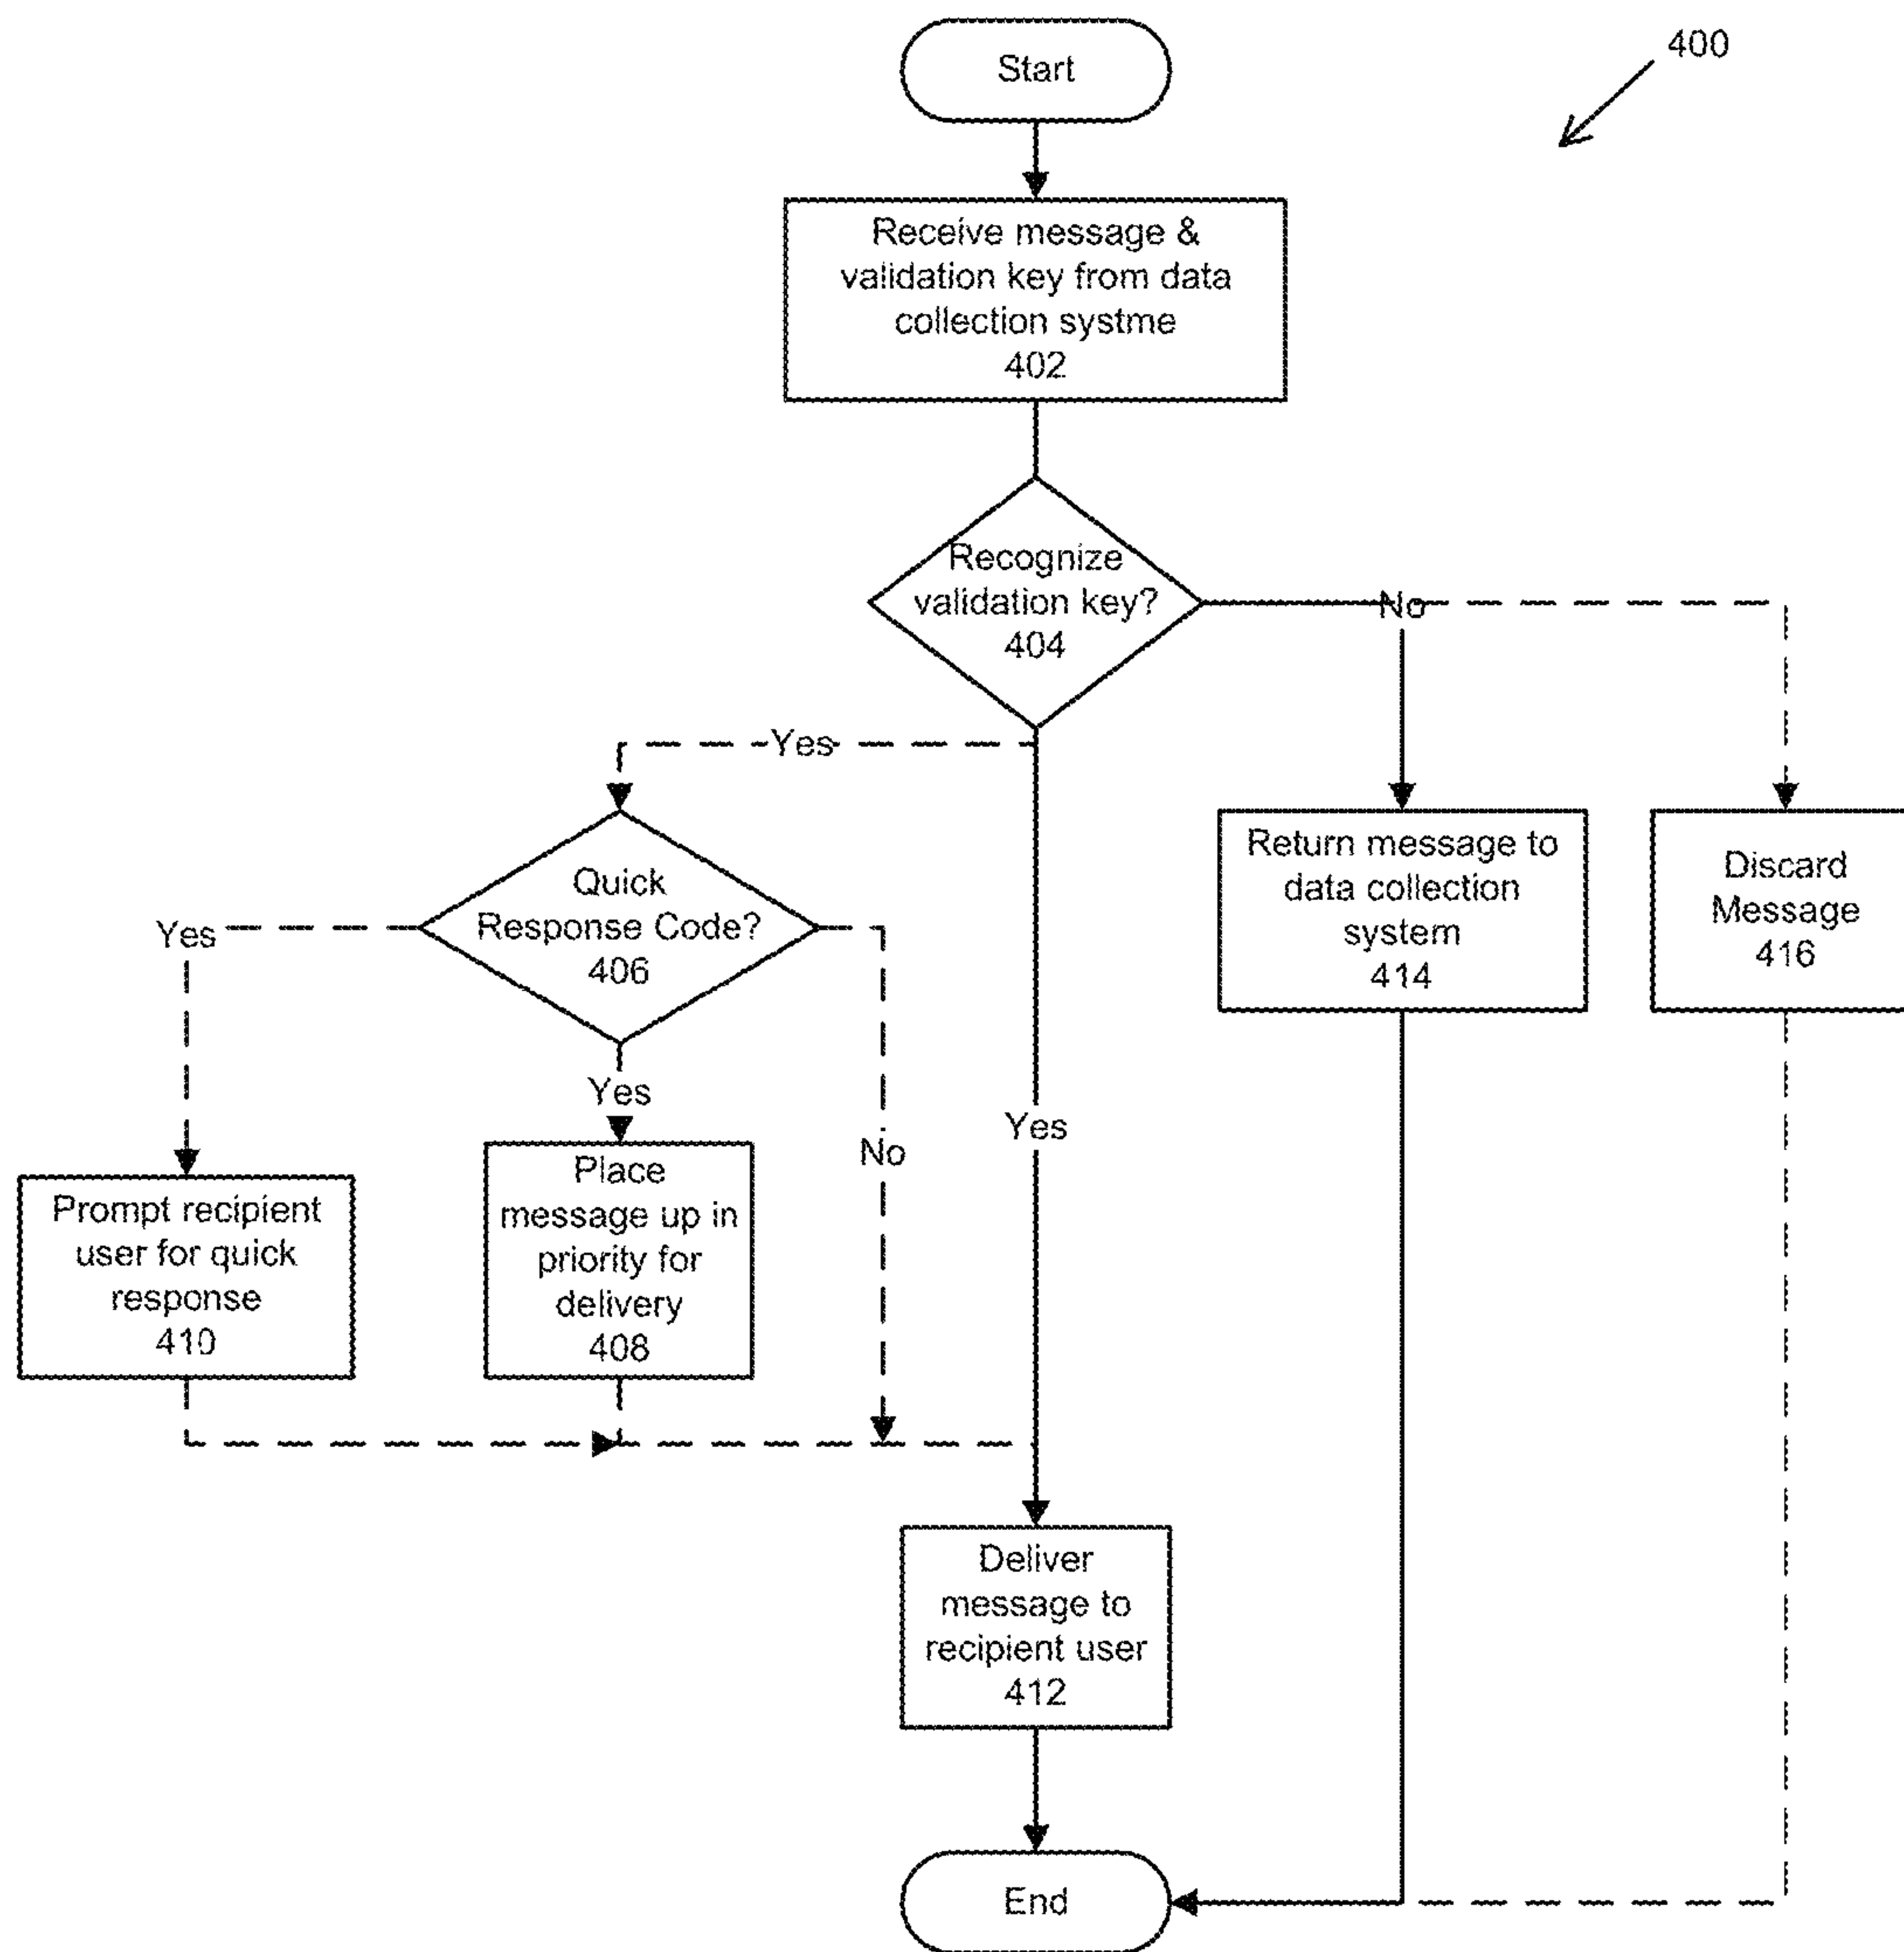 400
Start
Receive message &
validation key from data
collection systme
402
Recognize
validation key?
404
No
Yes
Quick
Response Code?
406
Return message to
data collection
system
414
Discard
Message
416
Yes
Yes
Yes
No
Prompt recipient
user for quick
response
410
Place
message up in
priority for
delivery
408
Deliver
message to
recipient user
412
End